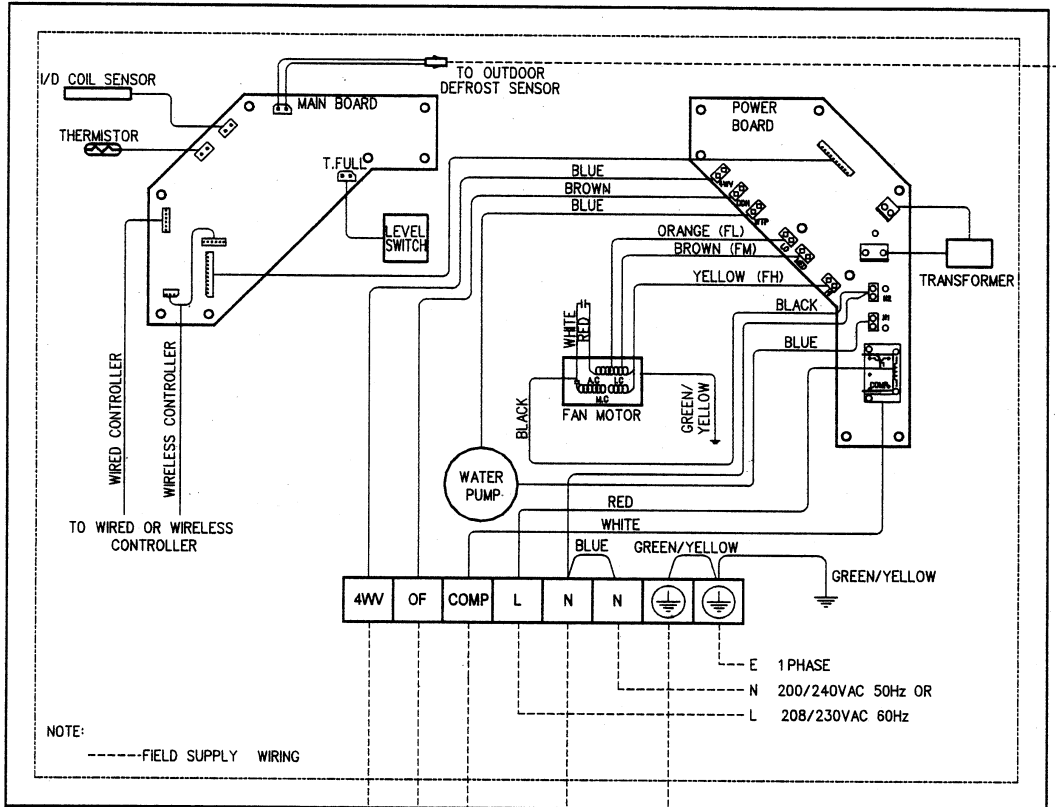 TO OUTDOOR
DEFROST SENSOR
I/D COIL SENSOR
MAIN BOARD
POWER
BOARD
THERMISTOR
T.FULL
BLUE
BROWN
BLUE
LEVEL
SWITCH
ORANGE (FL)
BROWN (FM)
YELLOW (FH)
TRANSFORMER
BLACK
BLUE
WHITE
RED
A.C
I.C
M.C
FAN MOTOR
BLACK
GREEN/
YELLOW
COMP.
WIRED CONTROLLER
WIRELESS CONTROLLER
WATER
PUMP
RED
WHITE
TO WIRED OR WIRELESS
CONTROLLER
BLUE
GREEN/YELLOW
GREEN/YELLOW
4WV OF COMP L N N
E 1 PHASE
N 200/240VAC 50Hz OR
L 208/230VAC 60Hz
NOTE:
------FIELD SUPPLY WIRING